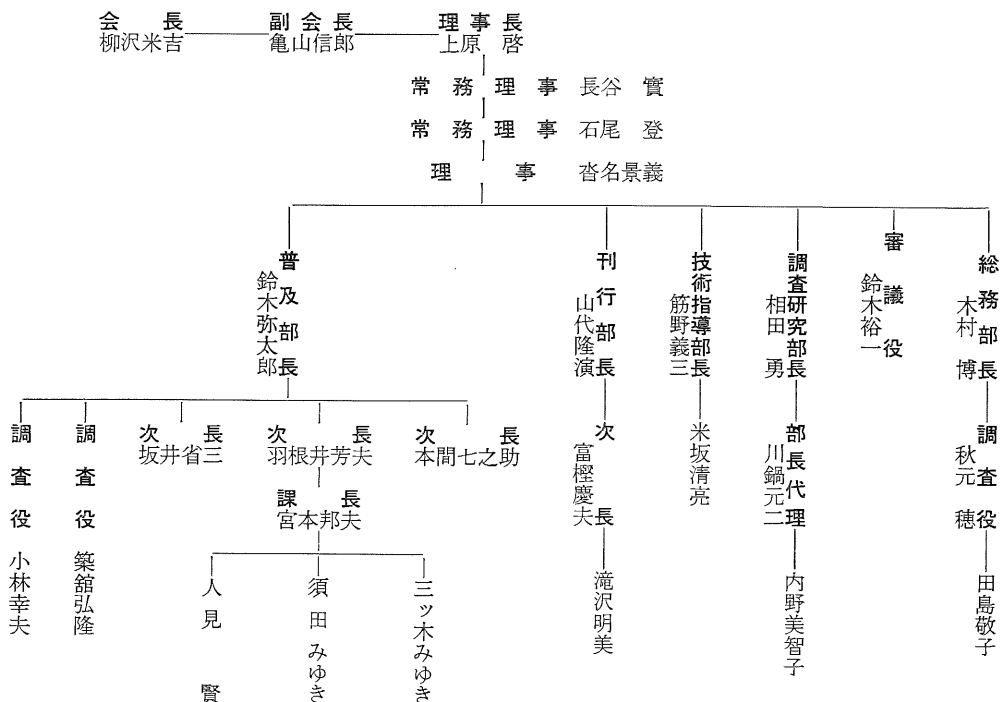 会長
柳沢米吉
副会長
亀山信郎
理事長
上原啓
常務理事 長谷實
常務理事 石尾登
理事 沓名景義
総務部長
木村博
調査役
秋元穂
田島敬子
審議役
鈴木裕一
調査研究部長
相田勇
部長代理
川鍋元二
内野美智子
技術指導部長
筋野義三
米坂清亮
刊行部長
山代隆演
次長
富樫慶夫
滝沢明美
普及部長
鈴木弥太郎
次長
本間七之助
次長
羽根井芳夫
課長
宮本邦夫
三ッ木みゆき
須田みゆき
人見賢
次長
坂井省三
調査役
築舘弘隆
調査役
小林幸夫